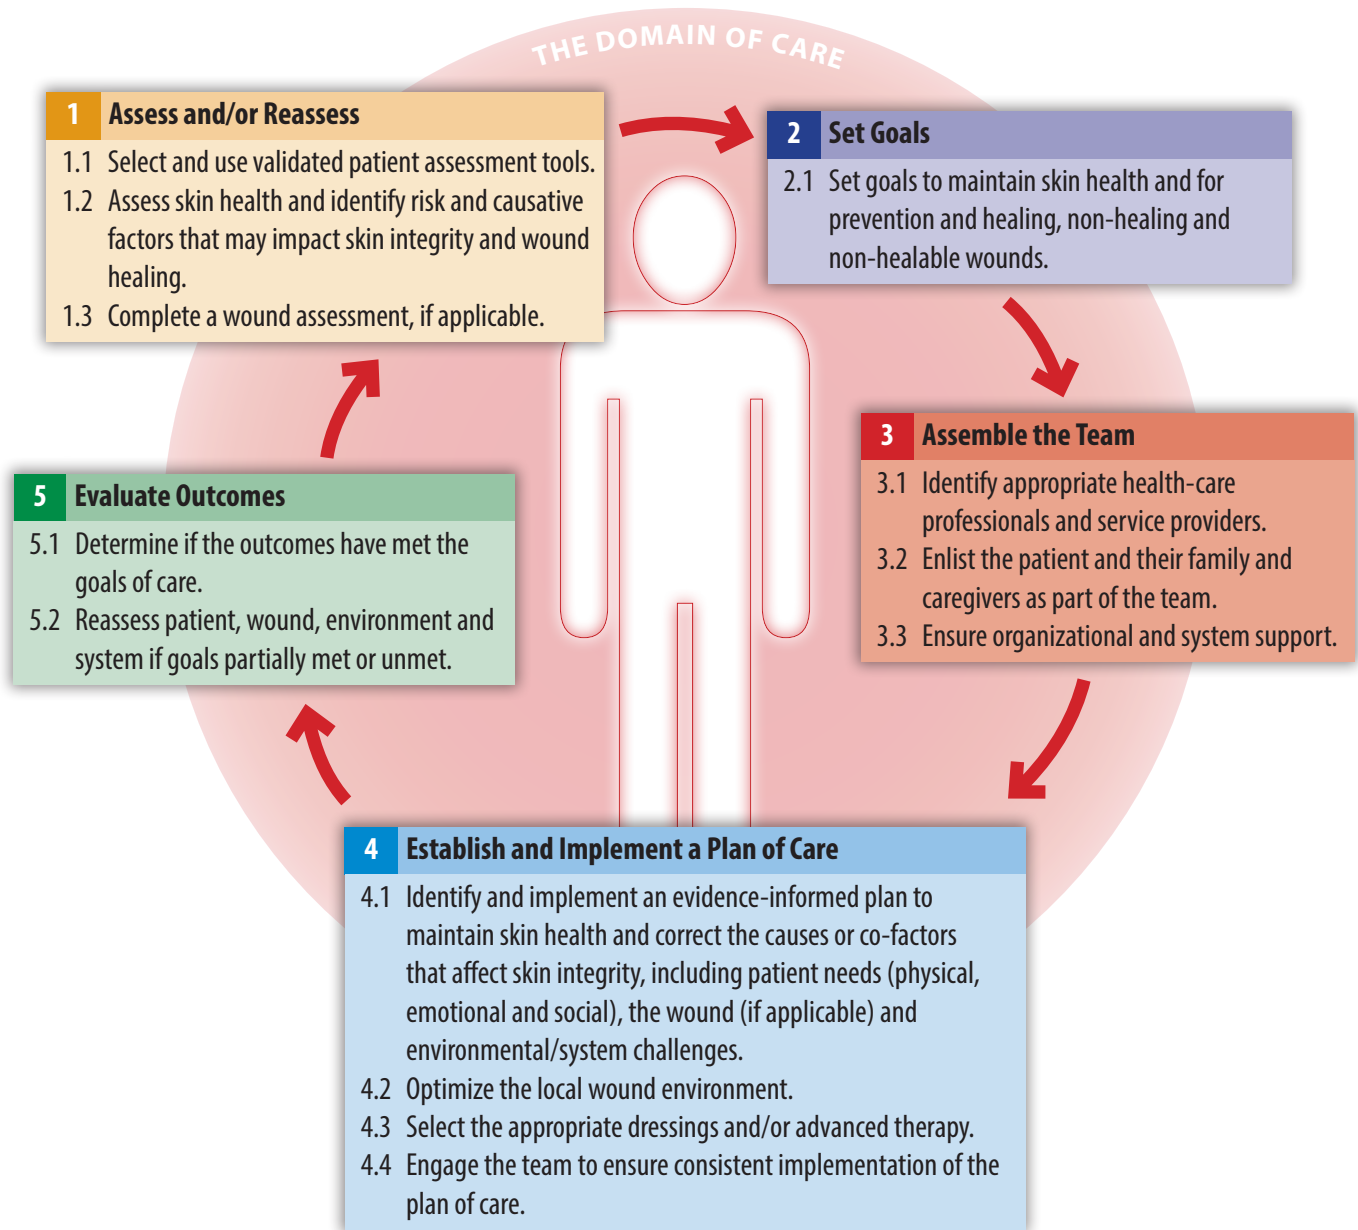 THE DOMAIN OF CARE
1 Assess and/or Reassess
1.1 Select and use validated patient assessment tools.
1.2 Assess skin health and identify risk and causative
factors that may impact skin integrity and wound
healing.
1.3 Complete a wound assessment, if applicable.
2 Set Goals
2.1 Set goals to maintain skin health and for
prevention and healing, non-healing and
non-healable wounds.
3 Assemble the Team
3.1 Identify appropriate health-care
professionals and service providers.
3.2 Enlist the patient and their family and
caregivers as part of the team.
3.3 Ensure organizational and system support.
4 Establish and Implement a Plan of Care
4.1 Identify and implement an evidence-informed plan to
maintain skin health and correct the causes or co-factors
that affect skin integrity, including patient needs (physical,
emotional and social), the wound (if applicable) and
environmental/system challenges.
4.2 Optimize the local wound environment.
4.3 Select the appropriate dressings and/or advanced therapy.
4.4 Engage the team to ensure consistent implementation of the
plan of care.
5 Evaluate Outcomes
5.1 Determine if the outcomes have met the
goals of care.
5.2 Reassess patient, wound, environment and
system if goals partially met or unmet.